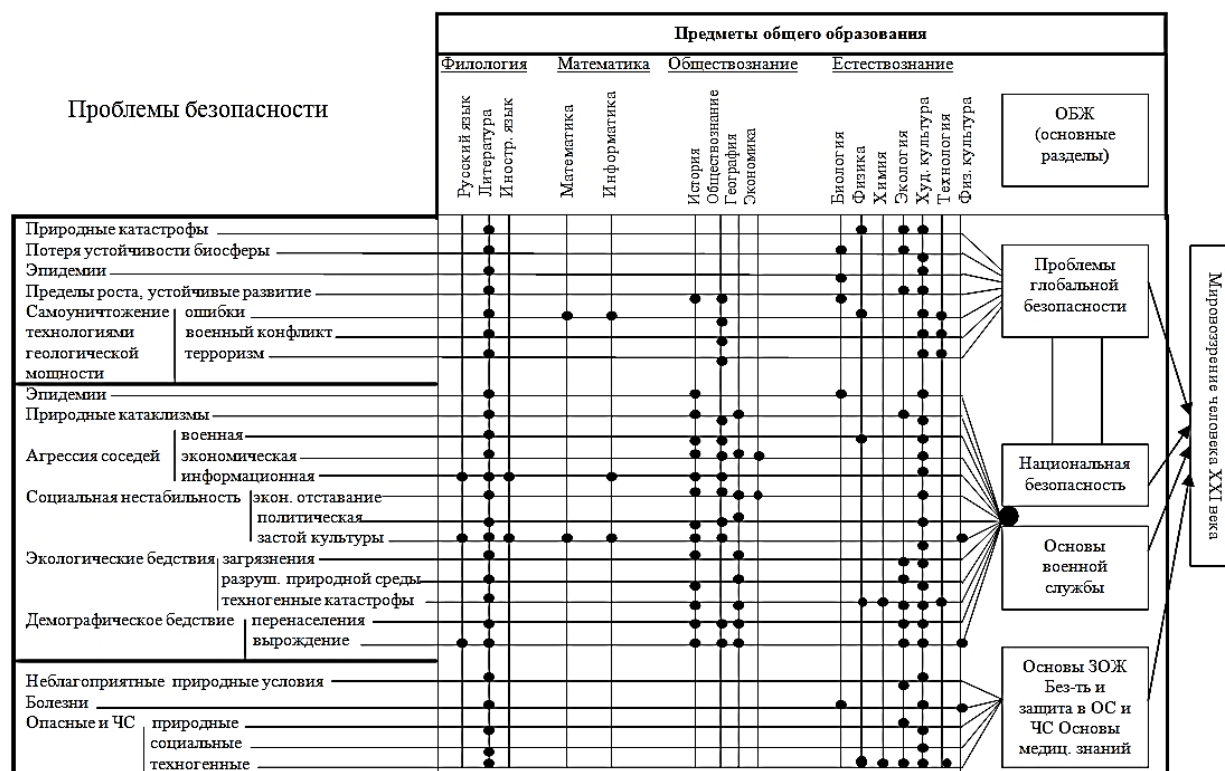 Предметы общего образования
Филология Математика Обществознание Естествознание
Проблемы безопасности
Русский язык
Литература
Иностр. язык
Математика
Информатика
История
Обществознание
География
Экономика
Биология
Физика
Химия
Экология
Худ. культура
Технология
Физ. культура
ОБЖ
(основные
разделы)
Природные катастрофы
Потеря устойчивости биосферы
Эпидемии
Пределы роста, устойчивые развитие
Самоуничтожение ошибки
технологиями военный конфликт
геологической терроризм
мощности
Проблемы
глобальной
безопасности
Эпидемии
Природные катаклизмы
военная
Агрессия соседей экономическая
информационная
Социальная нестабильность экон. отставание
политическая
застой культуры
Экологические бедствия загрязнения
разруш. природной среды
техногенные катастрофы
Демографическое бедствие перенаселения
вырождение
Национальная
безопасность
Основы
военной
службы
Неблагоприятные природные условия
Болезни
Опасные и ЧС природные
социальные
техногенные
Основы ЗОЖ
Без-ть и
защита в ОС и
ЧС Основы
медиц. знаний
Мировоззрение человека XXI века